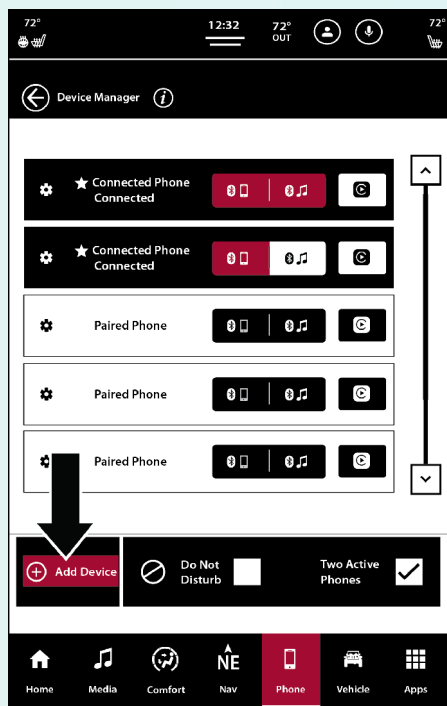 72°
12:32
72°
OUT
72°
Device Manager
Connected Phone
Connected
Connected Phone
Connected
Paired Phone
Paired Phone
Paired Phone
Add Device
Do Not
Disturb
Two Active
Phones
NE
Home
Media
Comfort
Nav
Phone
Vehicle
Apps